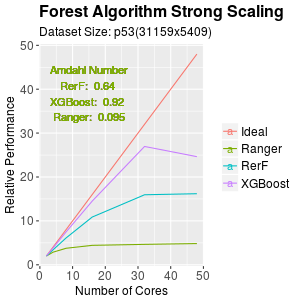 Forest Algorithm Strong Scaling
Dataset Size: p53(31159x5409)
Amdahl Number
RerF: 0.64
XGBoost: 0.92
Ranger: 0.095
50
40
30
20
10
0
Relative Performance
0 10 20 30 40 50
Number of Cores
a Ideal
a Ranger
a RerF
a XGBoost